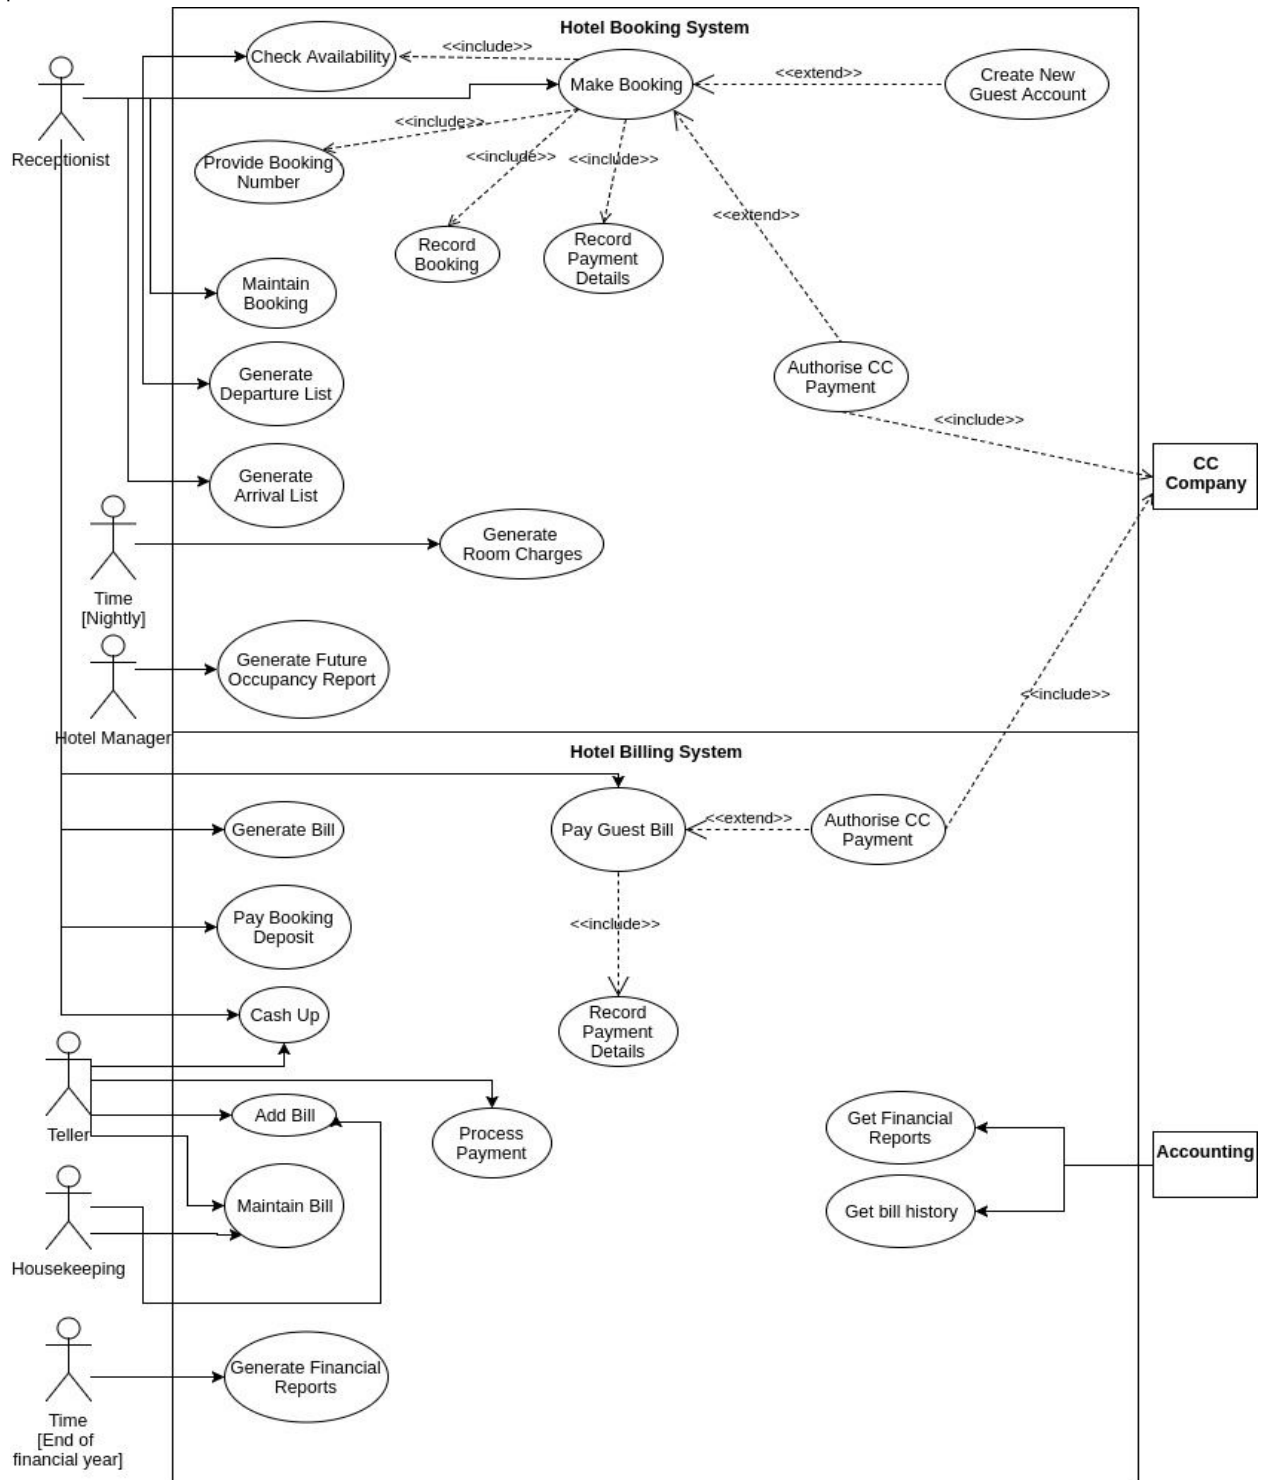 Hotel Booking System
Check Availability
<<include>>
Make Booking
<<extend>>
Create New
Guest Account
Receptionist
<<include>>
Provide Booking
Number
<<include>>
<<include>>
<<extend>>
Record
Booking
Record
Payment
Details
Maintain
Booking
Generate
Departure List
Authorise CC
Payment
<<include>>
CC
Company
Generate
Arrival List
Generate
Room Charges
Time
[Nightly]
Generate Future
Occupancy Report
<<include>>
Hotel Manager
Hotel Billing System
Generate Bill
Pay Guest Bill
<<extend>>
Authorise CC
Payment
Pay Booking
Deposit
<<include>>
Cash Up
Record
Payment
Details
Teller
Add Bill
Process
Payment
Get Financial
Reports
Accounting
Maintain Bill
Get bill history
Housekeeping
Generate Financial
Reports
Time
[End of
financial year]